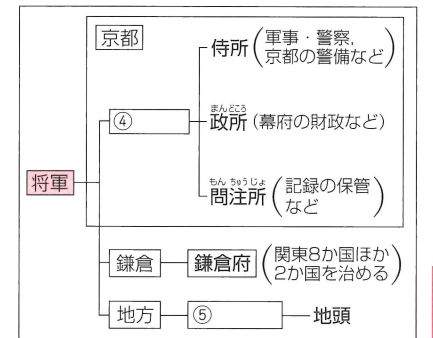 京都
侍所(軍事・警察,
京都の警備など)
④
まんどころ
政所(幕府の財政など)
将軍
もんちゅうじょ
問注所(記録の保管
など)
鎌倉
鎌倉府(関東8か国ほか
2か国を治める)
地方
⑤
地頭